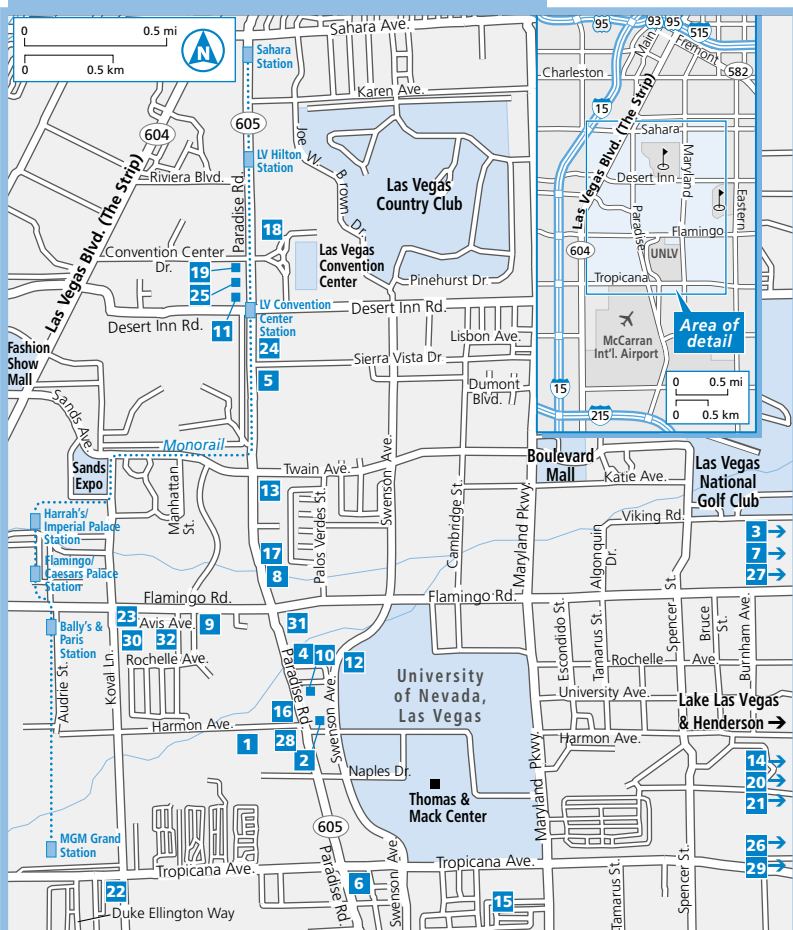 0 0.5 mi
0 0.5 km
N
Sahara Ave.
Sahara
Station
Karen Ave.
604
605
Joe W. Brown Dr.
LV Hilton
Station
Riviera Blvd.
Paradise Rd.
Las Vegas Blvd. (The Strip)
Las Vegas
Country Club
18
Convention Center
Dr.
19
25
11
Las Vegas
Convention
Center
Pinehurst Dr.
LV Convention
Center
Station
Desert Inn Rd.
Desert Inn Rd.
24
Lisbon Ave.
Sierra Vista Dr.
5
Dumont
Blvd.
Fashion
Show
Mall
Sands Ave.
Monorail
Sands
Expo
Manhattan
St.
Twain Ave.
13
Swenson Ave.
Palos Verdes St.
Cambridge St.
Maryland Pkwy.
Boulevard
Mall
Katie Ave.
Las Vegas
National
Golf Club
Viking Rd.
Algonquin
Dr.
3
7
27
Harrah's/
Imperial Palace
Station
Flamingo/
Caesars Palace
Station
17
8
Flamingo Rd.
Flamingo Rd.
23
Avis Ave.
9
31
30
32
Bally's &
Paris
Station
Rochelle Ave.
4
10
12
Paradise Rd.
Swenson Ave.
University
of Nevada,
Las Vegas
Escondido St.
Tamarus St.
Spencer St.
Bruce
St.
Burnham Ave.
Rochelle Ave.
University Ave.
Audrie St.
Koval Ln.
Lake Las Vegas
& Henderson
16
Harmon Ave.
Harmon Ave.
1
28
2
Naples Dr.
14
20
21
Thomas &
Mack Center
Maryland Pkwy.
605
MGM Grand
Station
26
29
Tropicana Ave.
Tropicana Ave.
22
6
15
Paradise Rd.
Swenson Ave.
Tamarus St.
Spencer St.
Duke Ellington Way
95
93
95
515
Main
Fremont
Charleston
582
15
Las Vegas Blvd. (The Strip)
Sahara
Maryland
Desert Inn
Eastern
Paradise
Flamingo
604
UNLV
Tropicana
McCarran
Int'l. Airport
Area of
detail
0 0.5 mi
0 0.5 km
15
215